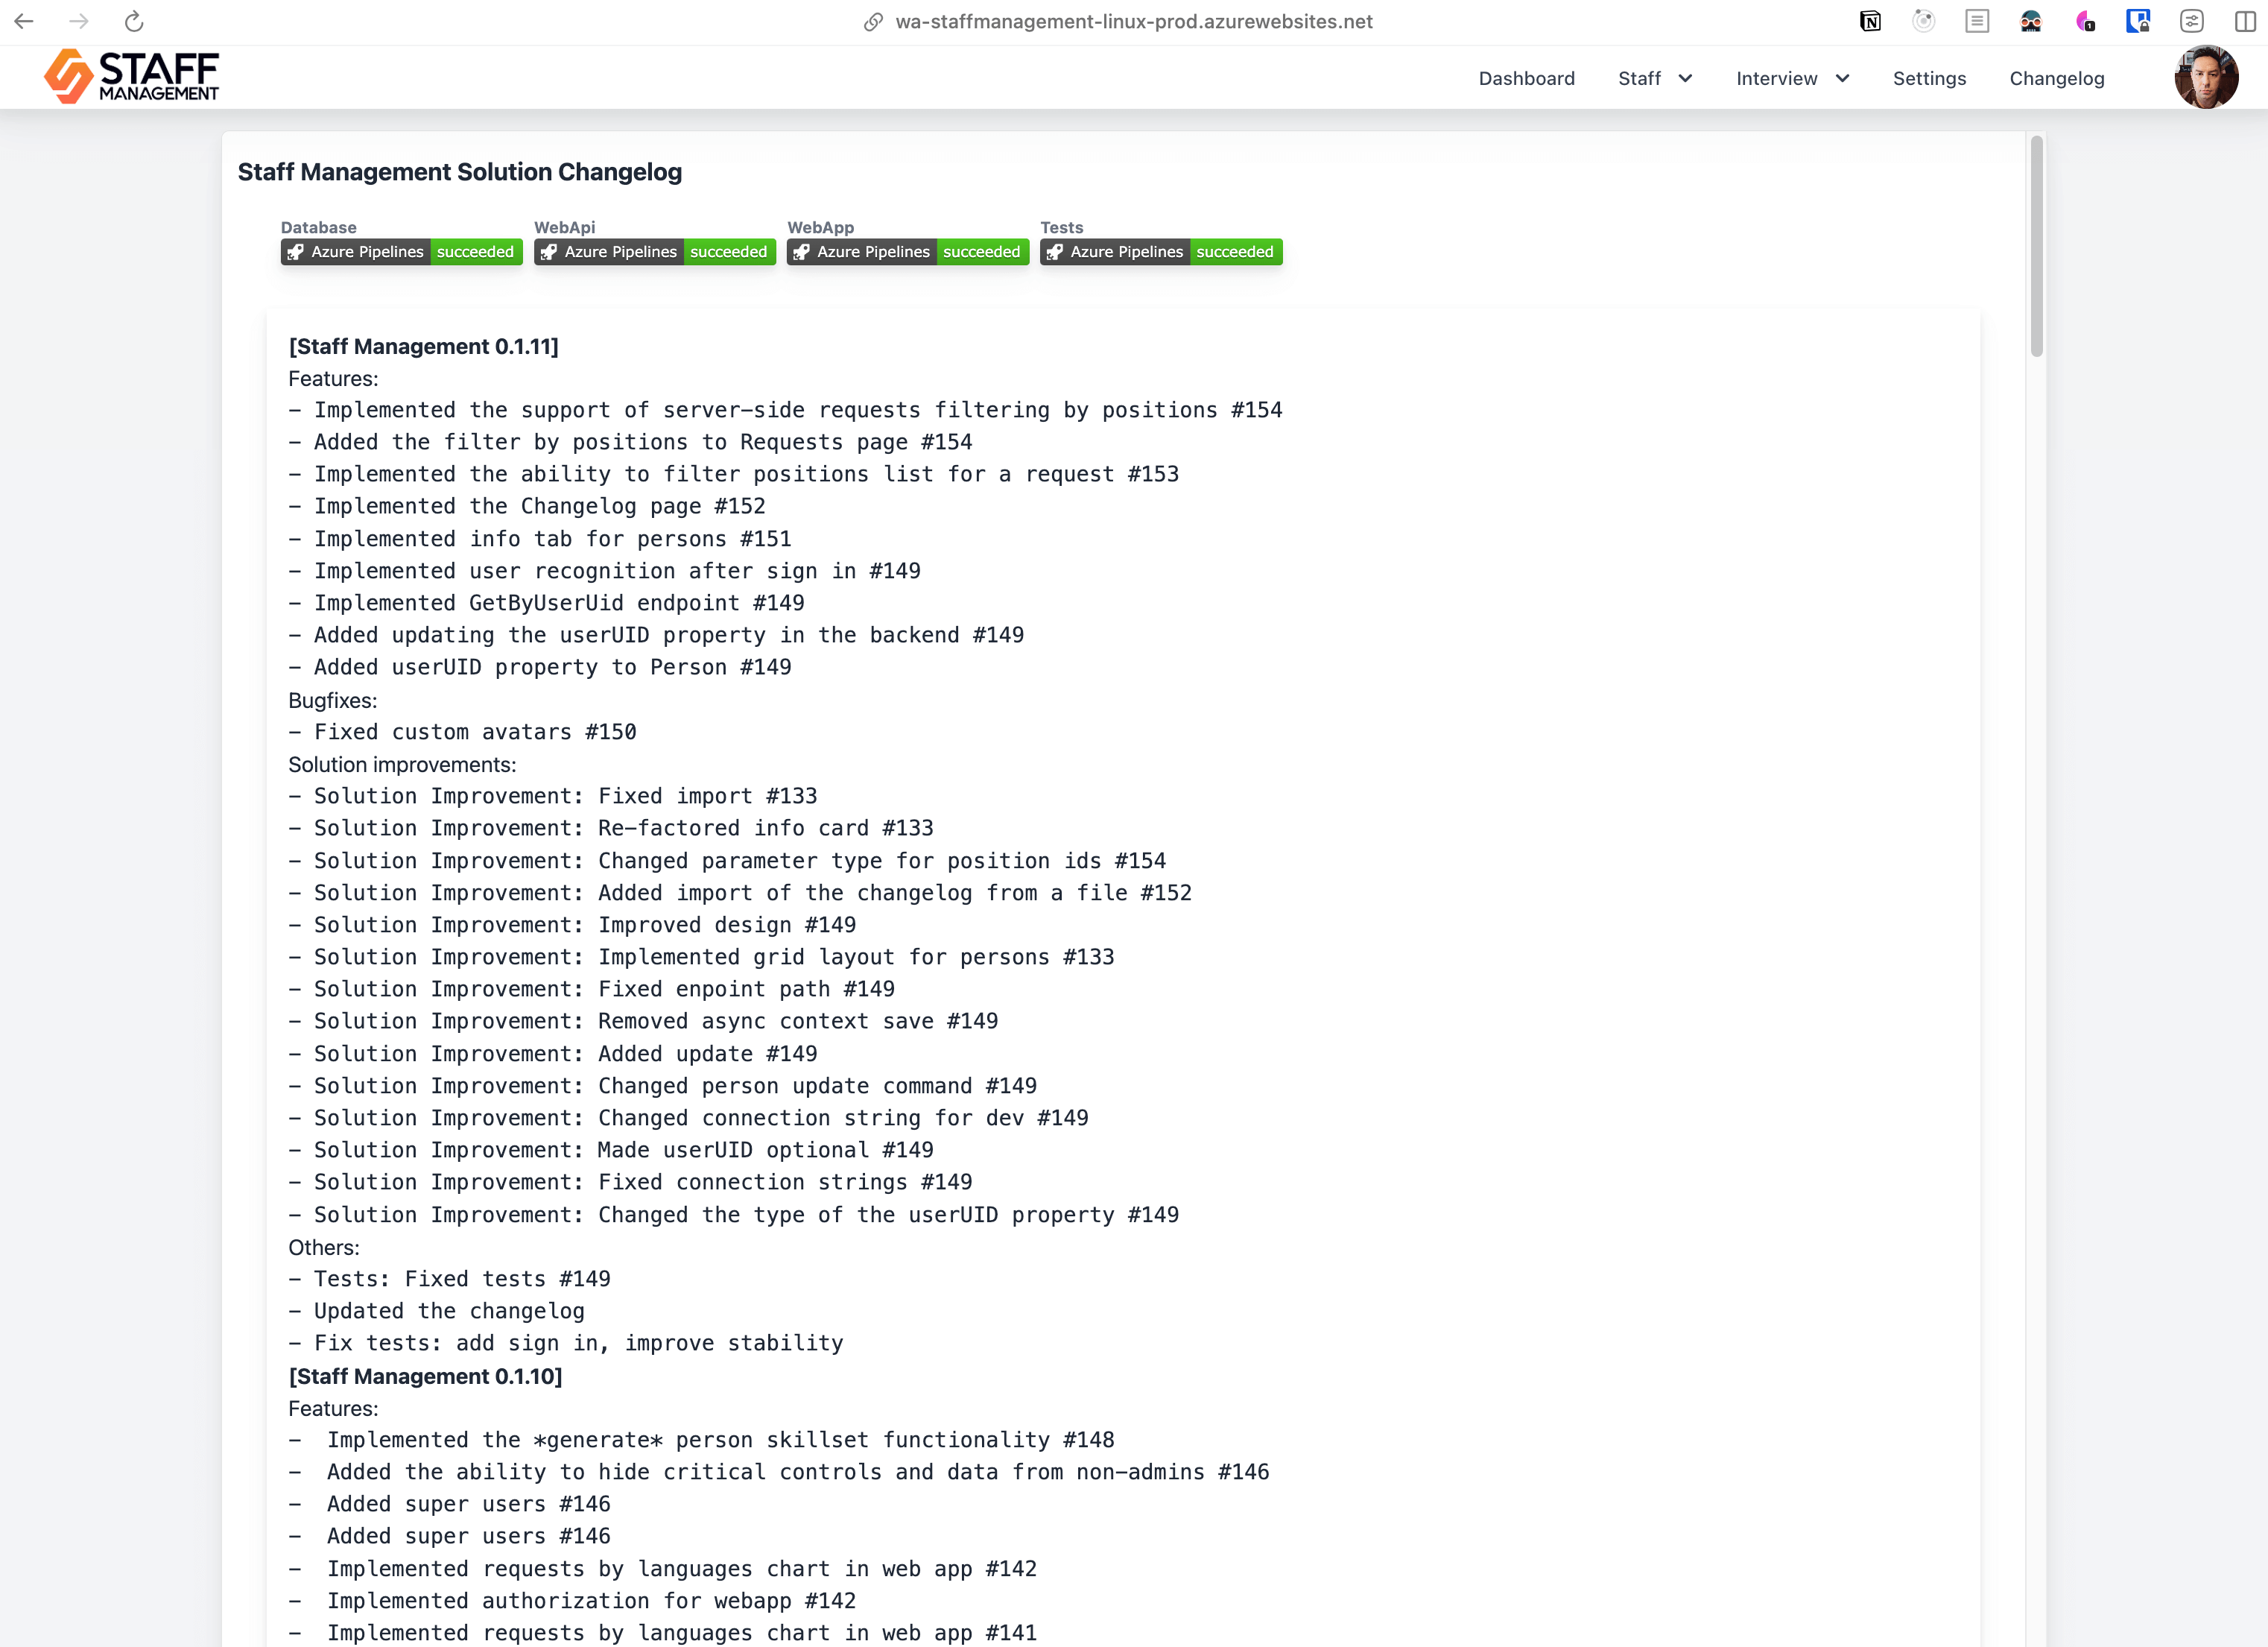 wa-staffmanagement-linux-prod.azurewebsites.net
STAFF
MANAGEMENT
Dashboard Staff Interview Settings Changelog
Staff Management Solution Changelog
Database WebApi WebApp Tests
Azure Pipelines succeeded Azure Pipelines succeeded Azure Pipelines succeeded Azure Pipelines succeeded
[Staff Management 0.1.11]
Features:
– Implemented the support of server–side requests filtering by positions #154
– Added the filter by positions to Requests page #154
– Implemented the ability to filter positions list for a request #153
– Implemented the Changelog page #152
– Implemented info tab for persons #151
– Implemented user recognition after sign in #149
– Implemented GetByUserUid endpoint #149
– Added updating the userUID property in the backend #149
– Added userUID property to Person #149
Bugfixes:
– Fixed custom avatars #150
Solution improvements:
– Solution Improvement: Fixed import #133
– Solution Improvement: Re–factored info card #133
– Solution Improvement: Changed parameter type for position ids #154
– Solution Improvement: Added import of the changelog from a file #152
– Solution Improvement: Improved design #149
– Solution Improvement: Implemented grid layout for persons #133
– Solution Improvement: Fixed enpoint path #149
– Solution Improvement: Removed async context save #149
– Solution Improvement: Added update #149
– Solution Improvement: Changed person update command #149
– Solution Improvement: Changed connection string for dev #149
– Solution Improvement: Made userUID optional #149
– Solution Improvement: Fixed connection strings #149
– Solution Improvement: Changed the type of the userUID property #149
Others:
– Tests: Fixed tests #149
– Updated the changelog
– Fix tests: add sign in, improve stability
[Staff Management 0.1.10]
Features:
– Implemented the *generate* person skillset functionality #148
– Added the ability to hide critical controls and data from non–admins #146
– Added super users #146
– Added super users #146
– Implemented requests by languages chart in web app #142
– Implemented authorization for webapp #142
– Implemented requests by languages chart in web app #141